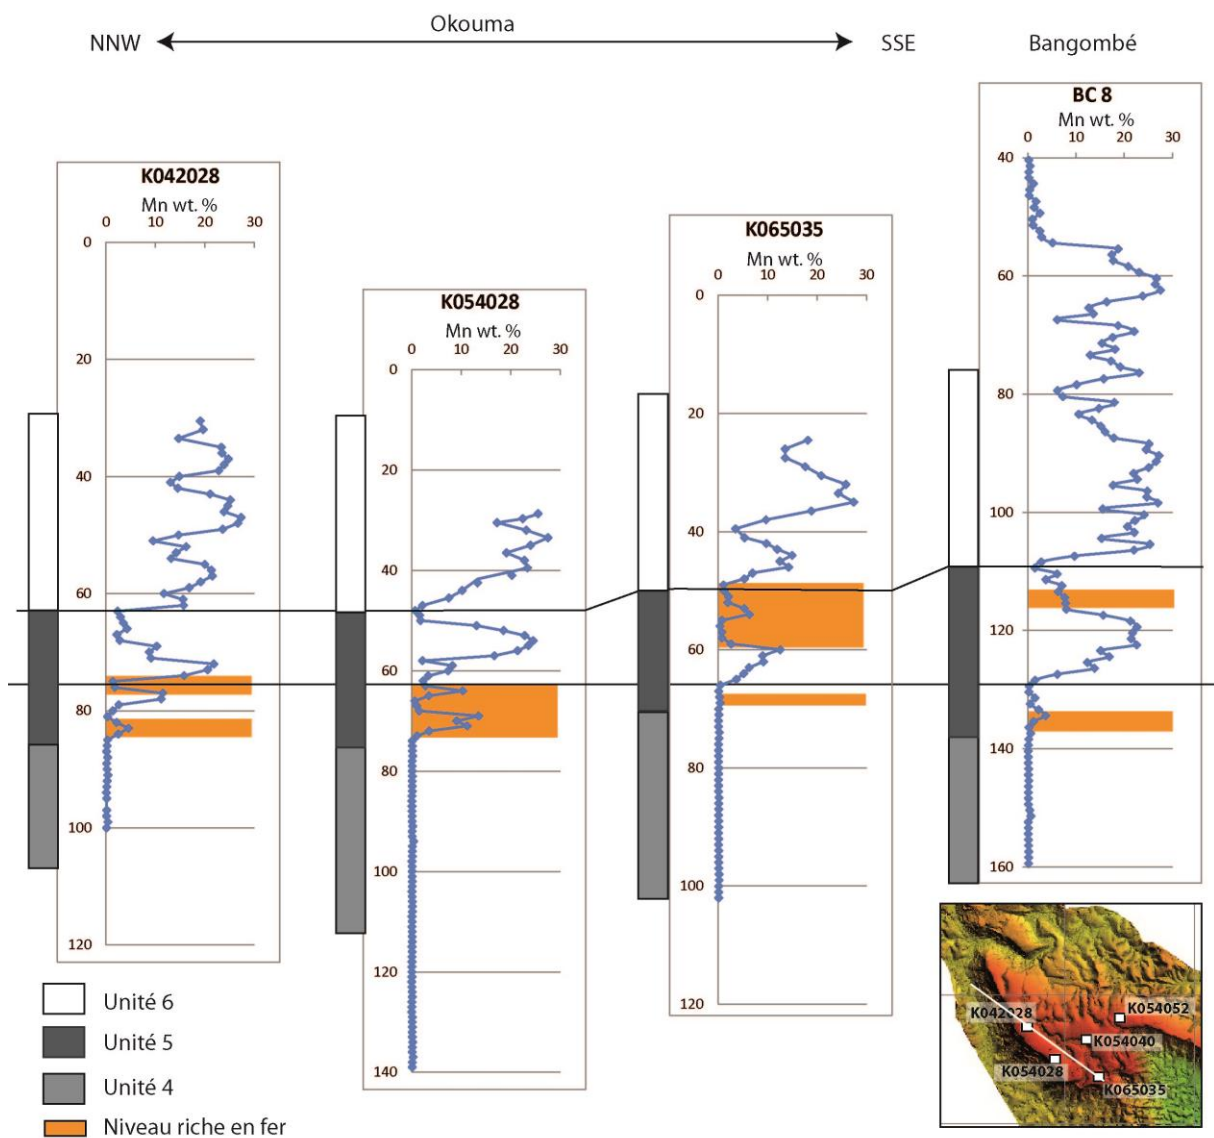 Okouma
NNW
SSE
Bangombé
BC 8
Mn wt. %
0 10 20 30
40
60
80
100
120
140
160
K042028
Mn wt. %
0 10 20 30
0
20
40
60
80
100
120
K054028
Mn wt. %
0 10 20 30
0
20
40
60
80
100
120
140
K065035
Mn wt. %
0 10 20 30
0
20
40
60
80
100
120
Unité 6
Unité 5
Unité 4
Niveau riche en fer
K042028
K054052
K054040
K054028
K065035